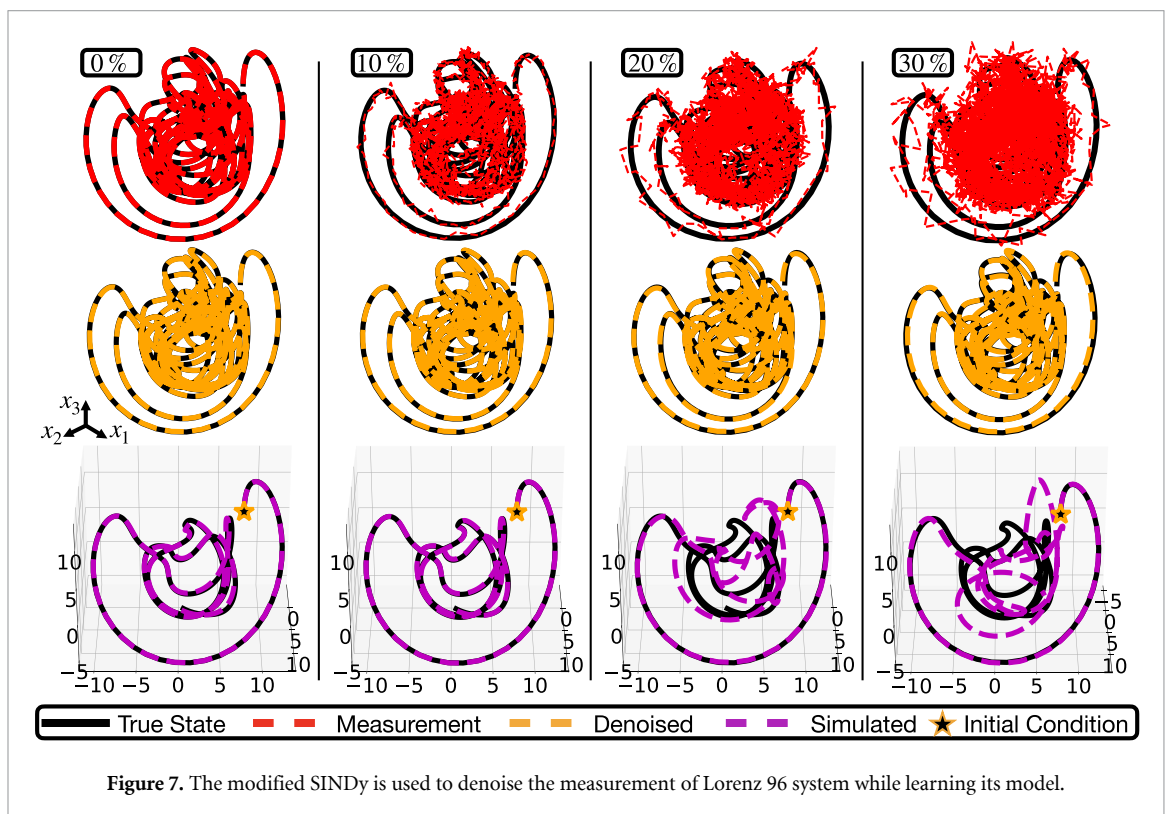 0 % 10 % 20 % 30 %
x3
x2 x1
10 5 0 −5
−10 −5 0 5 10
0 5 10
10 5 0 −5
−10 −5 0 5 10
0 5 10
10 5 0 −5
−10 −5 0 5 10
0 5 10
10 5 0 −5
−10 −5 0 5 10
−5 0 5 10
True State Measurement Denoised Simulated Initial Condition
Figure 7. The modified SINDy is used to denoise the measurement of Lorenz 96 system while learning its model.